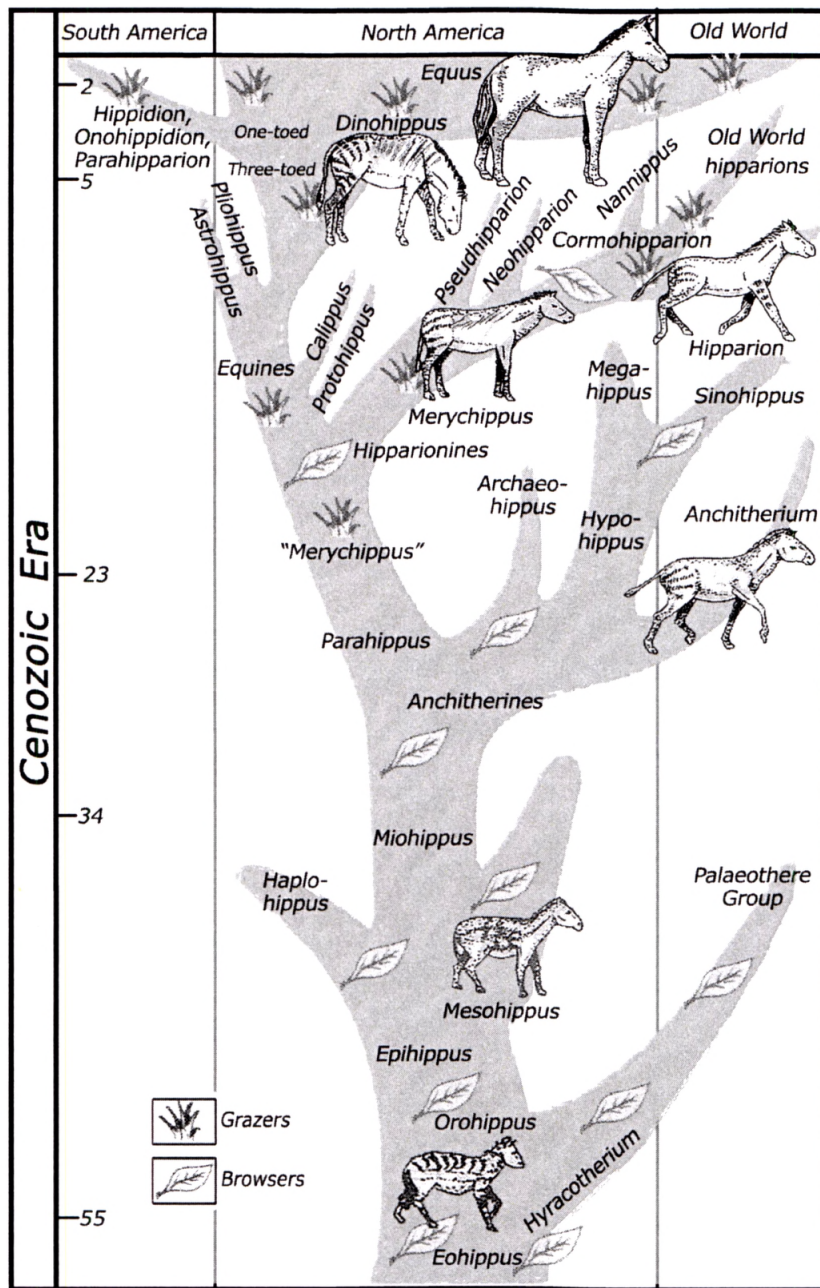 South America
North America
Old World
2
Equus
Hippidion,
Onohippidion,
Parahipparion
One-toed
Dinohippus
Old World
hipparions
Three-toed
5
Pliohippus
Astrohippus
Nannippus
Pseudhipparion
Neohipparion
Cormohipparion
Calippus
Protohippus
Hipparion
Equines
Mega-
hippus
Sinohippus
Merychippus
Hipparionines
Archaeo-
hippus
Hypo-
hippus
Anchitherium
"Merychippus"
Cenozoic Era
23
Parahippus
Anchitherines
34
Miohippus
Haplo-
hippus
Palaeothere
Group
Mesohippus
Epihippus
Grazers
Orohippus
Browsers
Hyracotherium
55
Eohippus